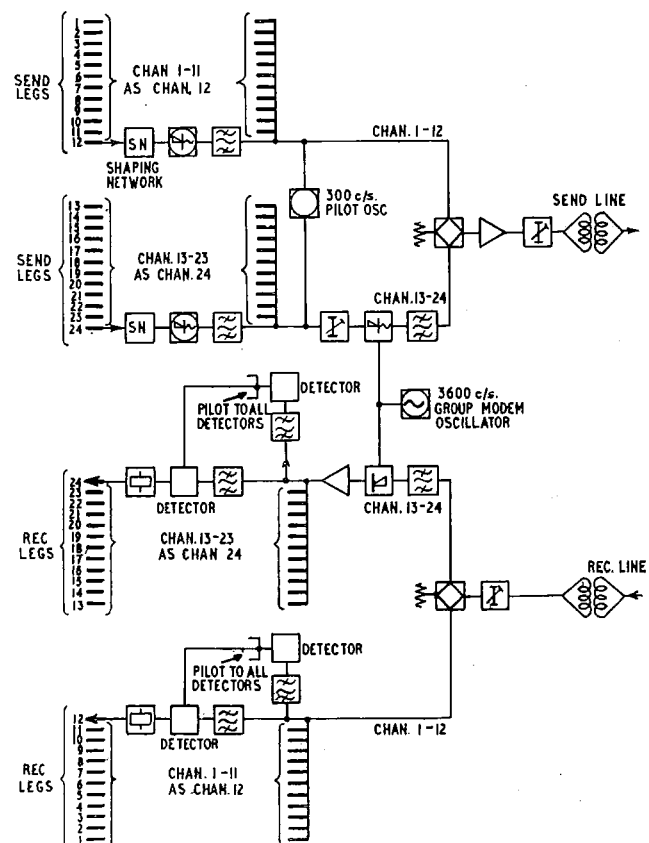 SEND
LEGS
1
2
3
4
5
6
7
8
9
10
11
12
CHAN 1-11
AS CHAN, 12
SN
SHAPING
NETWORK
CHAN. 1-12
300 c/s.
PILOT OSC
SEND LINE
SEND
LEGS
13
14
15
16
17
18
19
20
21
22
23
24
CHAN.13-23
AS CHAN. 24
SN
CHAN.13-24
PILOT TO ALL
DETECTORS
DETECTOR
3600 c/s.
GROUP MODEM
OSCILLATOR
REC
LEGS
24
23
22
21
20
19
18
17
16
15
14
13
DETECTOR
CHAN.13-23
AS CHAN 24
CHAN.13-24
REC. LINE
PILOT TO ALL
DETECTORS
DETECTOR
REC
LEGS
12
11
10
9
8
7
6
5
4
3
2
1
DETECTOR
CHAN. 1-11
AS CHAN. 12
CHAN. 1-12